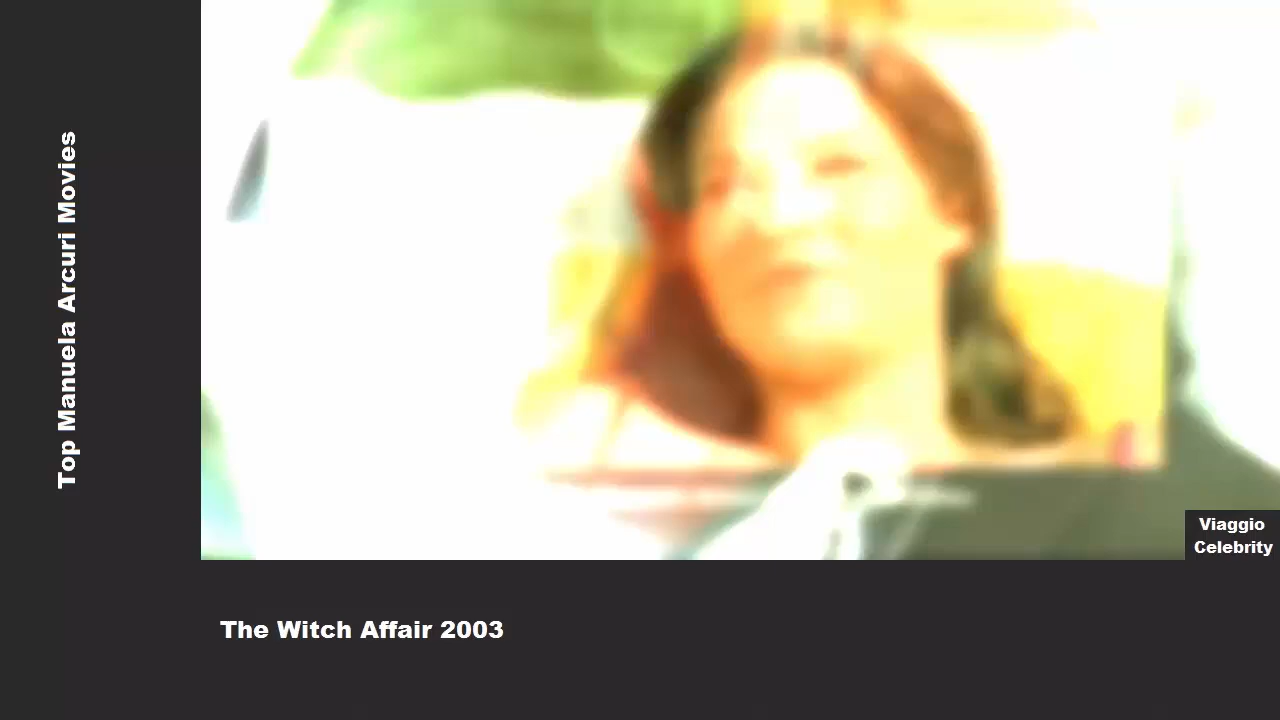 Top Manuela Arcuri Movies
Viaggio
Celebrity
The Witch Affair 2003